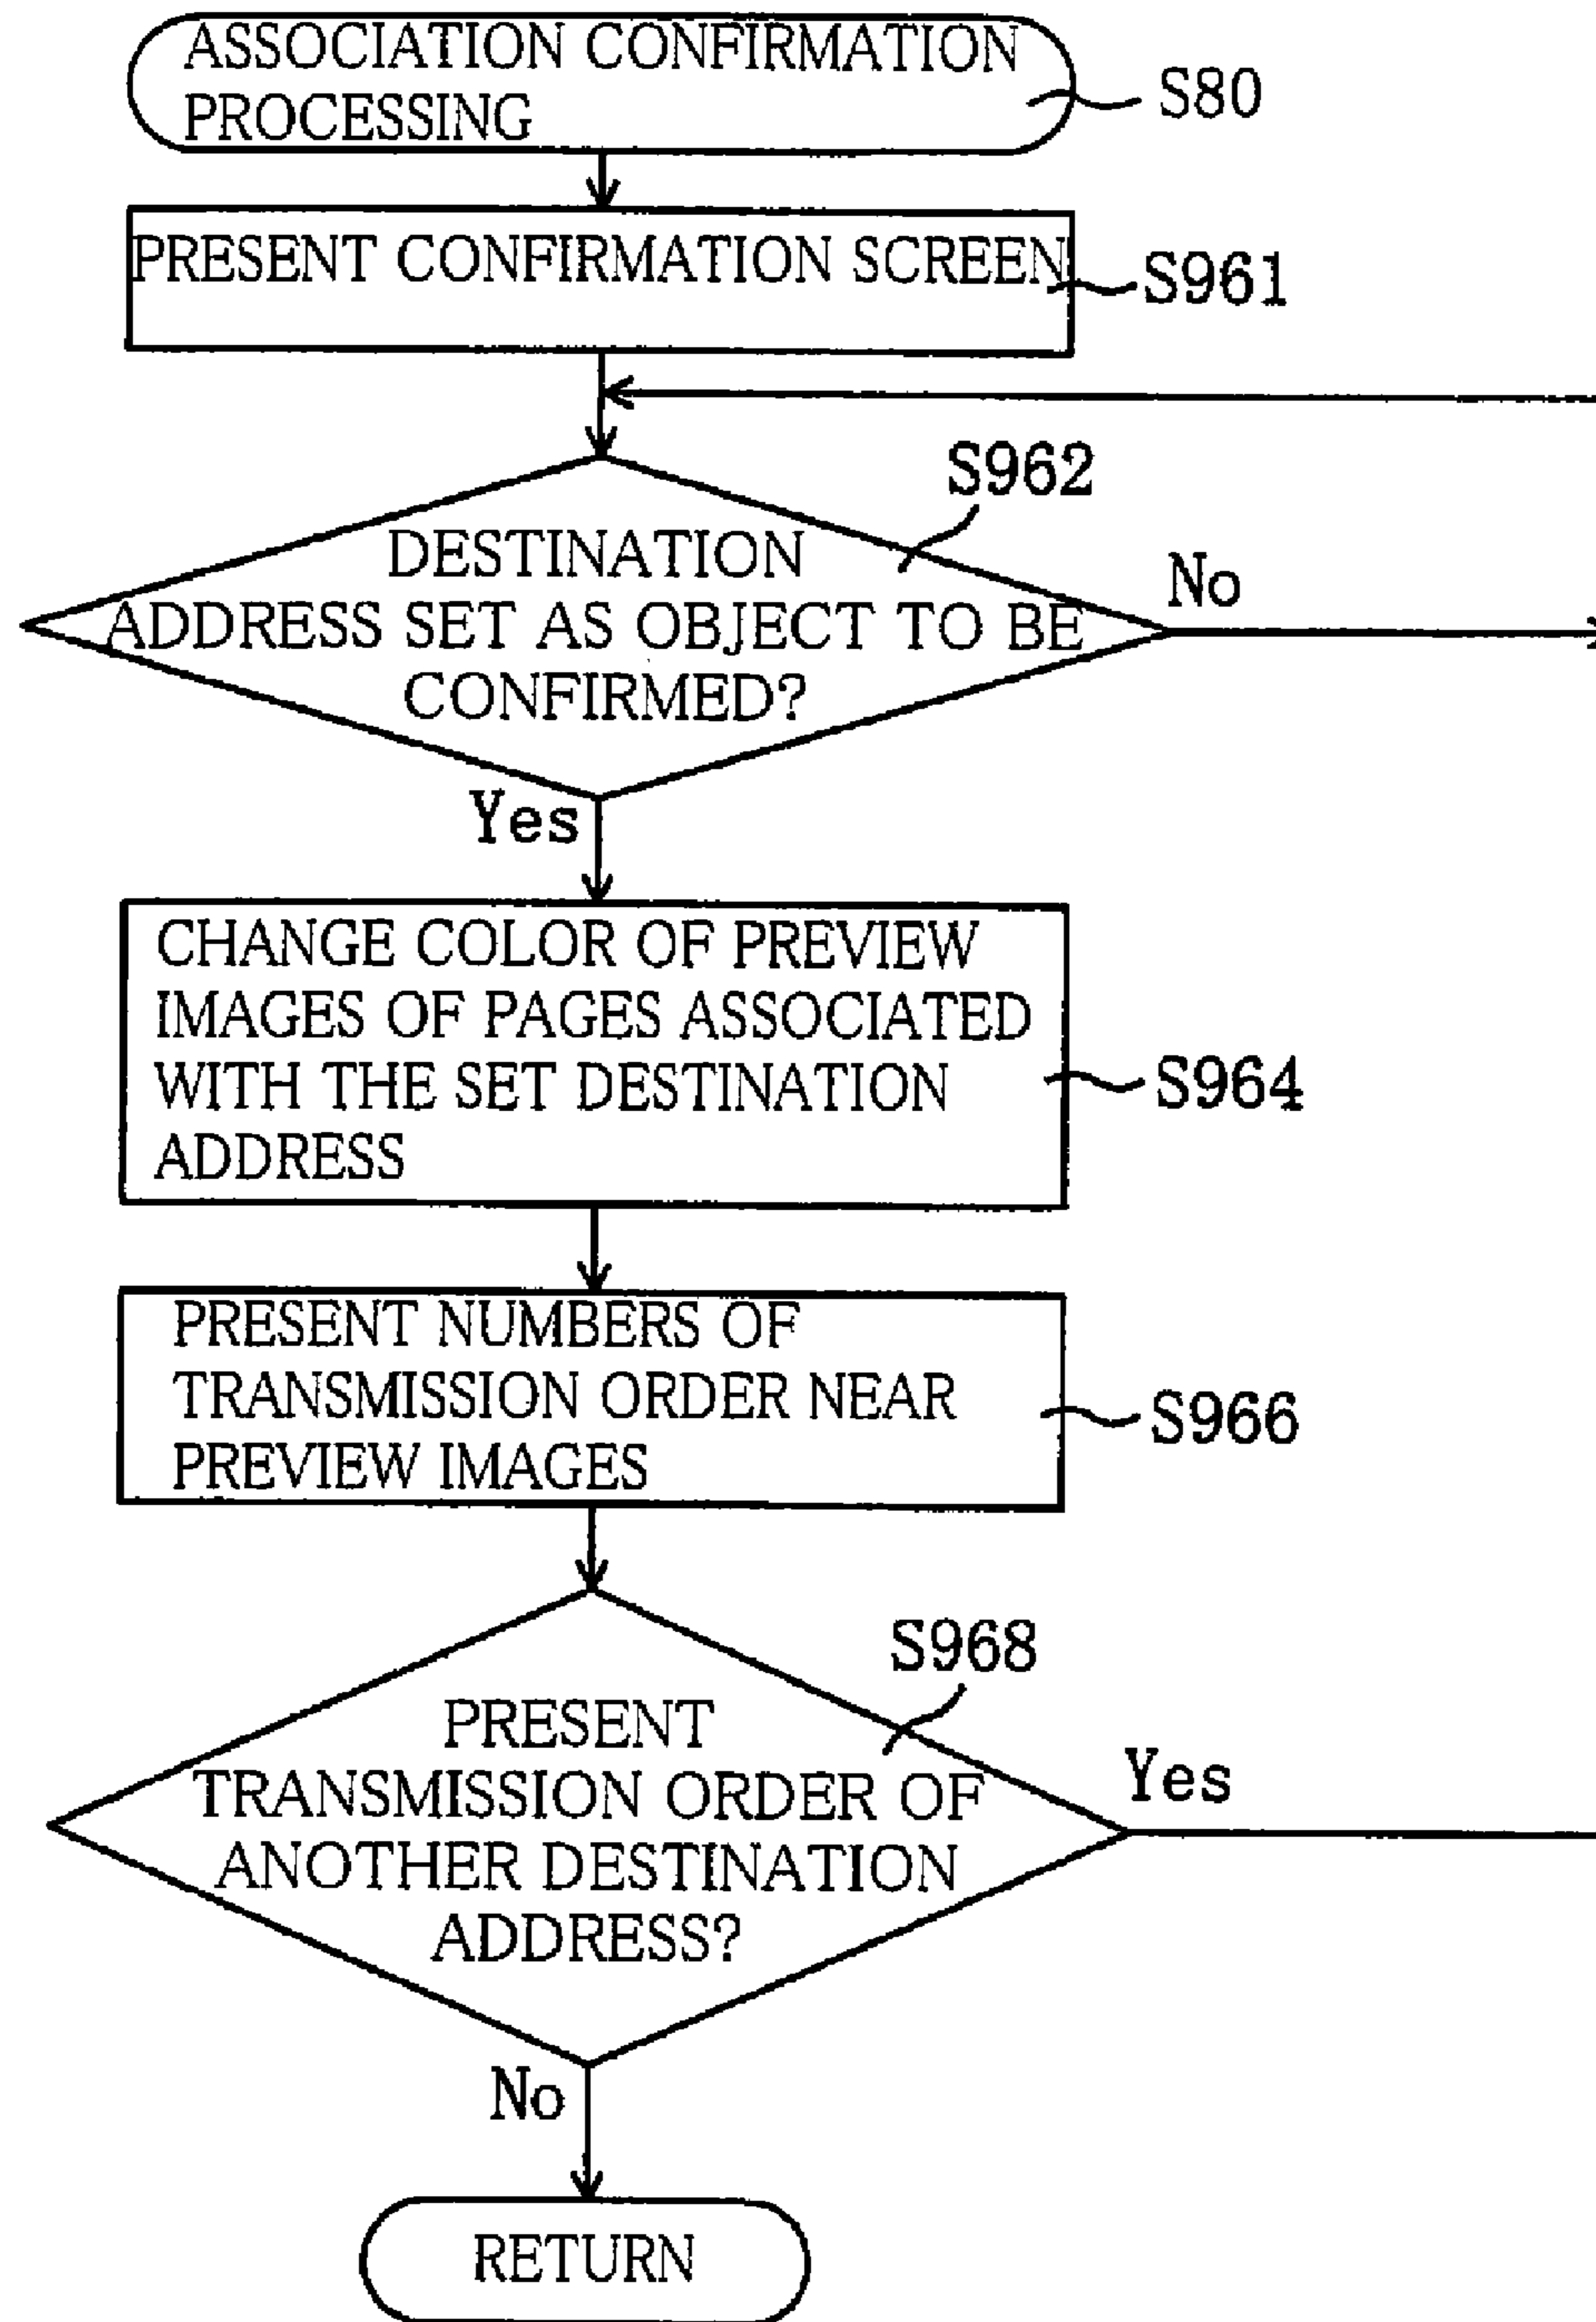 ASSOCIATION CONFIRMATION
PROCESSING
S80
PRESENT CONFIRMATION SCREEN
S961
S962
DESTINATION
ADDRESS SET AS OBJECT TO BE
CONFIRMED?
No
Yes
CHANGE COLOR OF PREVIEW
IMAGES OF PAGES ASSOCIATED
WITH THE SET DESTINATION
ADDRESS
S964
PRESENT NUMBERS OF
TRANSMISSION ORDER NEAR
PREVIEW IMAGES
S966
S968
PRESENT
TRANSMISSION ORDER OF
ANOTHER DESTINATION
ADDRESS?
Yes
No
RETURN